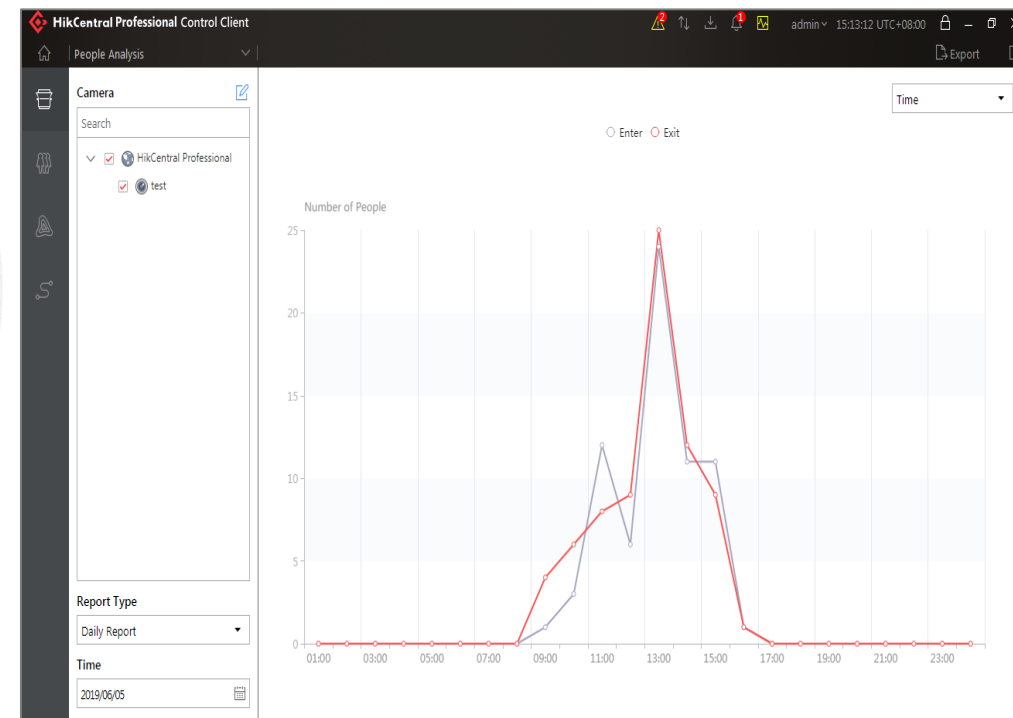 HikCentral Professional Control Client
2
1
admin 15:13:12 UTC+08:00
People Analysis
Export
Camera
Search
HikCentral Professional
test
Report Type
Daily Report
Time
2019/06/05
Time
Enter Exit
Number of People
25
20
15
10
5
0
01:00 03:00 05:00 07:00 09:00 11:00 13:00 15:00 17:00 19:00 21:00 23:00